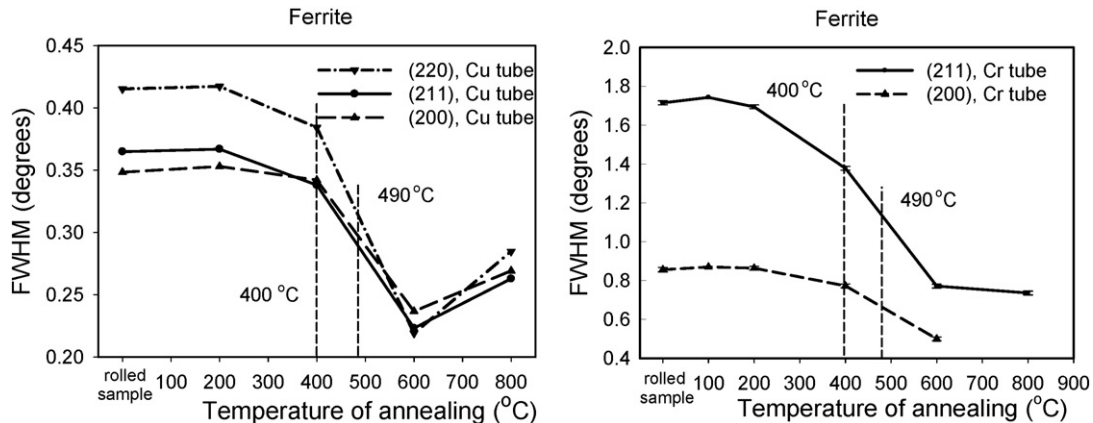 Ferrite
0.45
0.40
0.35
0.30
0.25
0.20
FWHM (degrees)
(220), Cu tube
(211), Cu tube
(200), Cu tube
490 °C
400 °C
rolled
sample
100 200 300 400 500 600 700 800
Temperature of annealing (°C)
Ferrite
2.0
1.8
1.6
1.4
1.2
1.0
0.8
0.6
0.4
FWHM (degrees)
(211), Cr tube
(200), Cr tube
400 °C
490 °C
rolled
sample
100 200 300 400 500 600 700 800 900
Temperature of annealing (°C)